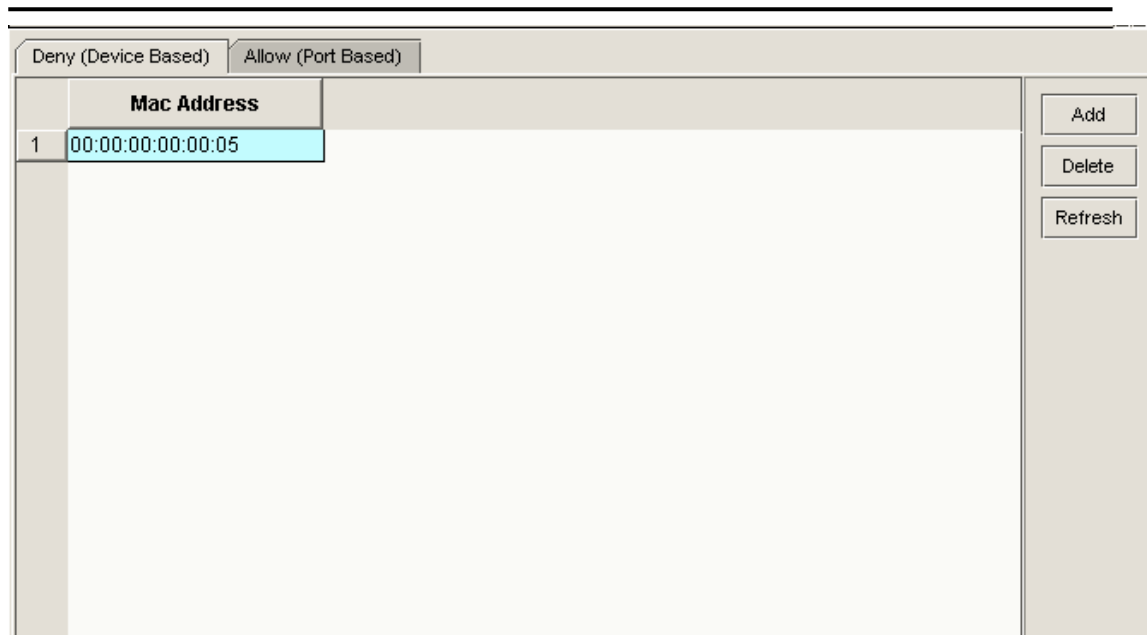 Deny (Device Based) Allow (Port Based)
Mac Address
1 00:00:00:00:00:05
Add
Delete
Refresh